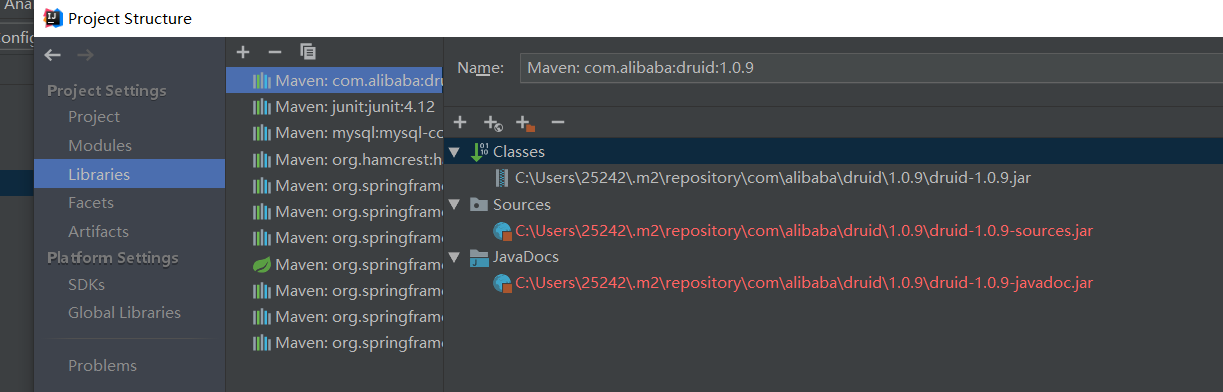 Ana
Project Structure
onfig
Project Settings
Project
Modules
Libraries
Facets
Artifacts
Platform Settings
SDKs
Global Libraries
Problems
Maven: com.alibaba:dru
Maven: junit:junit:4.12
Maven: mysql:mysql-co
Maven: org.hamcrest:h
Maven: org.springframe
Maven: org.springframe
Maven: org.springframe
Maven: org.springframe
Maven: org.springframe
Maven: org.springframe
Maven: org.springframe
Name: Maven: com.alibaba:druid:1.0.9
Classes
C:\Users\25242\.m2\repository\com\alibaba\druid\1.0.9\druid-1.0.9.jar
Sources
C:\Users\25242\.m2\repository\com\alibaba\druid\1.0.9\druid-1.0.9-sources.jar
JavaDocs
C:\Users\25242\.m2\repository\com\alibaba\druid\1.0.9\druid-1.0.9-javadoc.jar